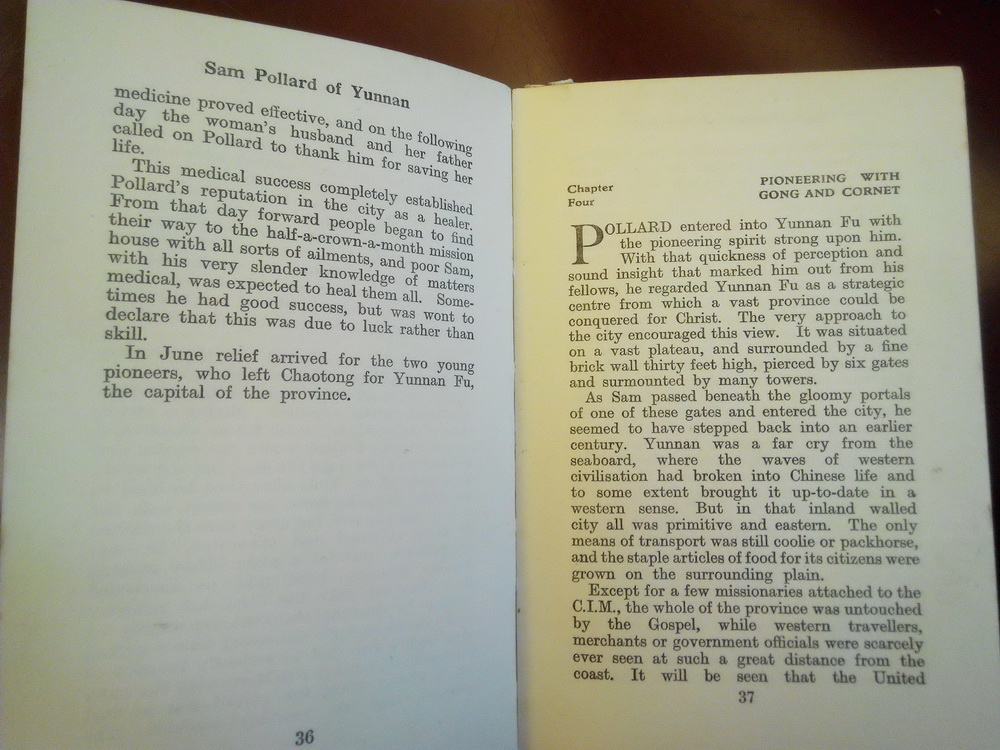 Sam Pollard of Yunnan
medicine proved effective, and on the following
day the woman's husband and her father
called on Pollard to thank him for saving her
life.
This medical success completely established
Pollard's reputation in the city as a healer.
From that day forward people began to find
their way to the half-a-crown-a-month mission
house with all sorts of ailments, and poor Sam,
with his very slender knowledge of matters
medical, was expected to heal them all. Some-
times he had good success, but was wont to
declare that this was due to luck rather than
skill.
In June relief arrived for the two young
pioneers, who left Chaotong for Yunnan Fu,
the capital of the province.
36
Chapter
Four
PIONEERING WITH
GONG AND CORNET
POLLARD entered into Yunnan Fu with
the pioneering spirit strong upon him.
With that quickness of perception and
sound insight that marked him out from his
fellows, he regarded Yunnan Fu as a strategic
centre from which a vast province could be
conquered for Christ. The very approach to
the city encouraged this view. It was situated
on a vast plateau, and surrounded by a fine
brick wall thirty feet high, pierced by six gates
and surmounted by many towers.
As Sam passed beneath the gloomy portals
of one of these gates and entered the city, he
seemed to have stepped back into an earlier
century. Yunnan was a far cry from the
seaboard, where the waves of western
civilisation had broken into Chinese life and
to some extent brought it up-to-date in a
western sense. But in that inland walled
city all was primitive and eastern. The only
means of transport was still coolie or packhorse,
and the staple articles of food for its citizens were
grown on the surrounding plain.
Except for a few missionaries attached to the
C.I.M., the whole of the province was untouched
by the Gospel, while western travellers,
merchants or government officials were scarcely
ever seen at such a great distance from the
coast. It will be seen that the United
37